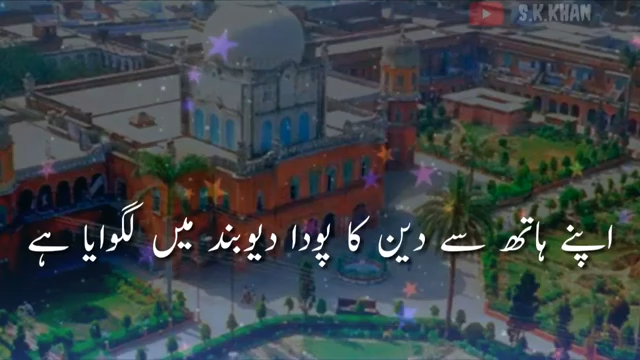 S.K.KHAN
اپنے ہاتھ سے دین کا پودا دیوبند میں لگوایا ہے